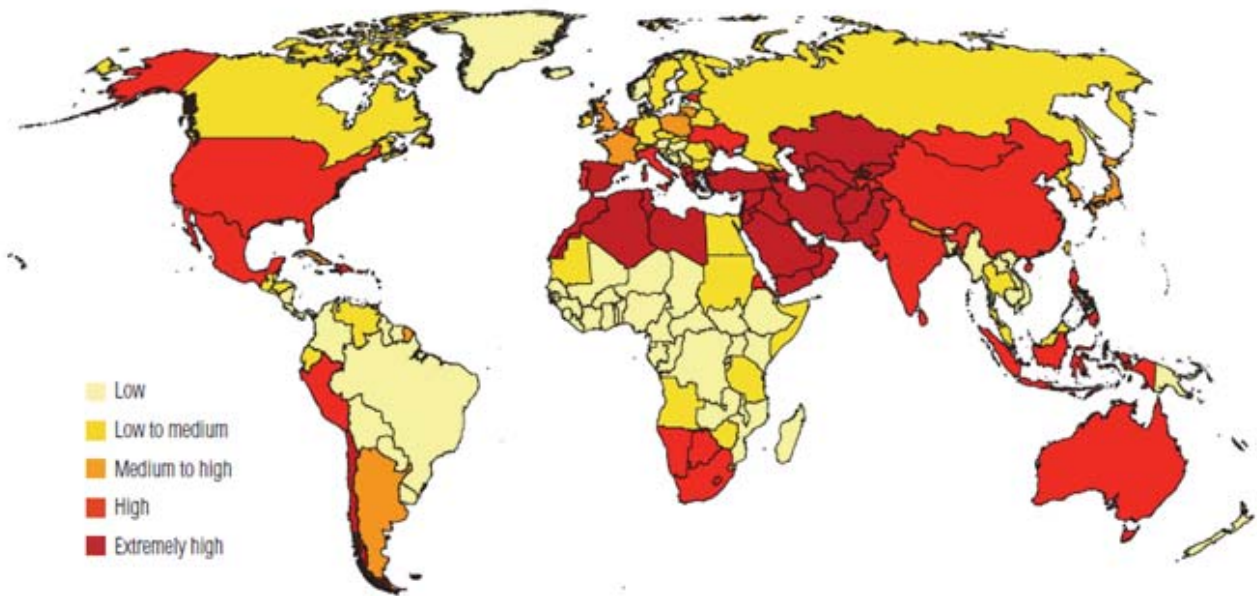 Low
Low to medium
Medium to high
High
Extremely high